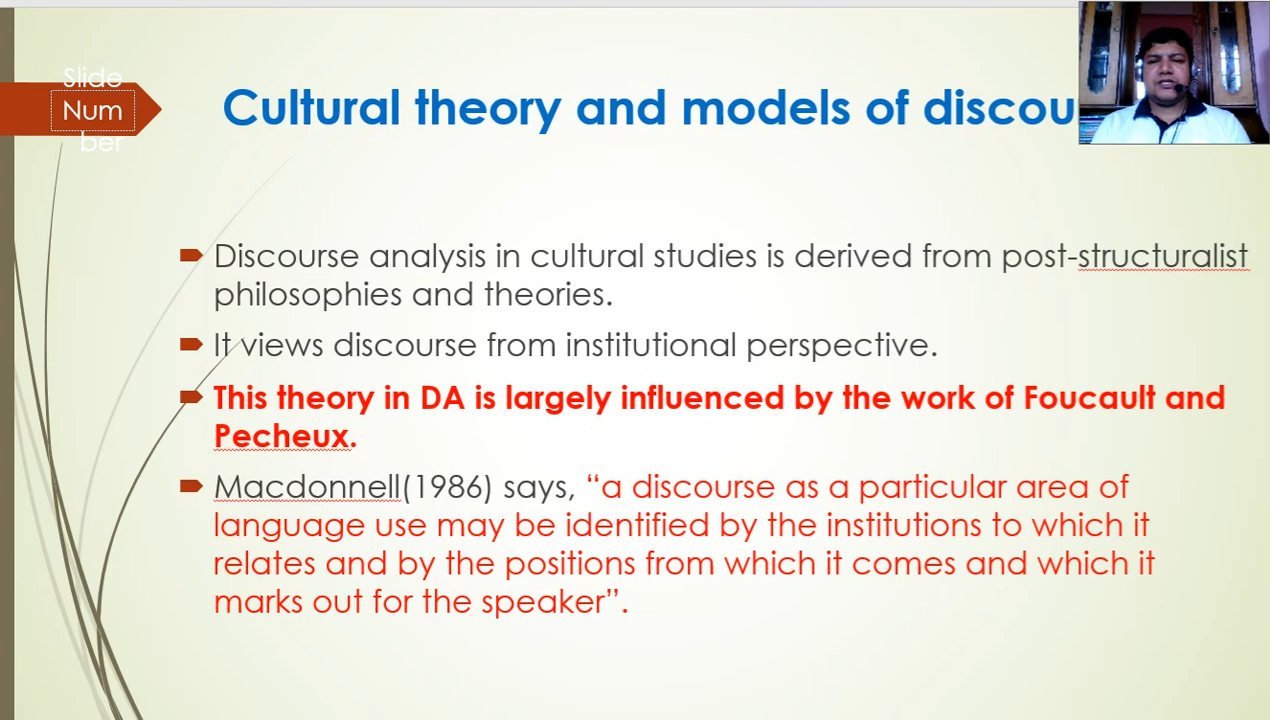 Slide
Num
ber
Cultural theory and models of
Discourse analysis in cultural studies is derived from post-structuralist
philosophies and theories.
It views discourse from institutional perspective.
This theory in DA is largely influenced by the work of Foucault and
Pecheux.
Macdonnell(1986) says, “a discourse as a particular area of
language use may be identified by the institutions to which it
relates and by the positions from which it comes and which it
marks out for the speaker”.